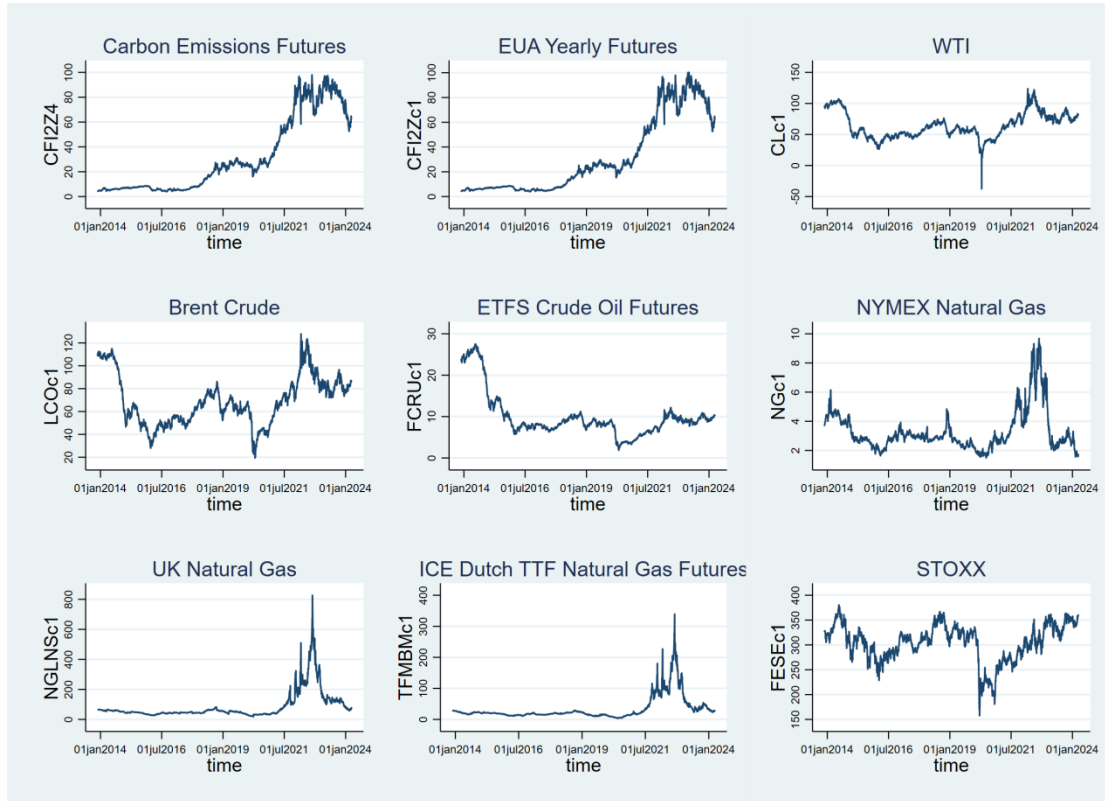 Carbon Emissions Futures
CFI2Z4
100
80
60
40
20
0
01jan2014 01jul2016 01jan2019 01jul2021 01jan2024
time
EUA Yearly Futures
CFI2Zc1
100
80
60
40
20
0
01jan2014 01jul2016 01jan2019 01jul2021 01jan2024
time
WTI
CLc1
150
100
50
0
-50
01jan2014 01jul2016 01jan2019 01jul2021 01jan2024
time
Brent Crude
LCOc1
120
100
80
60
40
20
01jan2014 01jul2016 01jan2019 01jul2021 01jan2024
time
ETFS Crude Oil Futures
FCRUc1
30
20
10
0
01jan2014 01jul2016 01jan2019 01jul2021 01jan2024
time
NYMEX Natural Gas
NGc1
10
8
6
4
2
01jan2014 01jul2016 01jan2019 01jul2021 01jan2024
time
UK Natural Gas
NGLNSc1
800
600
400
200
0
01jan2014 01jul2016 01jan2019 01jul2021 01jan2024
time
ICE Dutch TTF Natural Gas Futures
TFMBMc1
400
300
200
100
0
01jan2014 01jul2016 01jan2019 01jul2021 01jan2024
time
STOXX
FESEc1
400
350
300
250
200
150
01jan2014 01jul2016 01jan2019 01jul2021 01jan2024
time